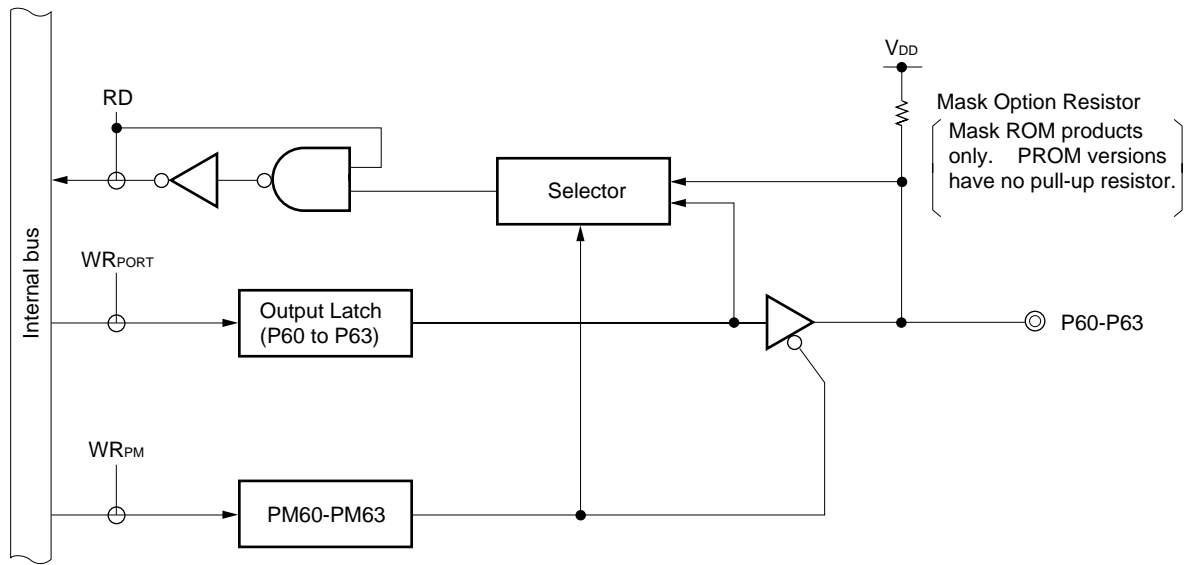 VDD
RD
Mask Option Resistor
Mask ROM products
only. PROM versions
have no pull-up resistor.
Selector
Internal bus
WRPORT
Output Latch
(P60 to P63)
P60-P63
WRPM
PM60-PM63